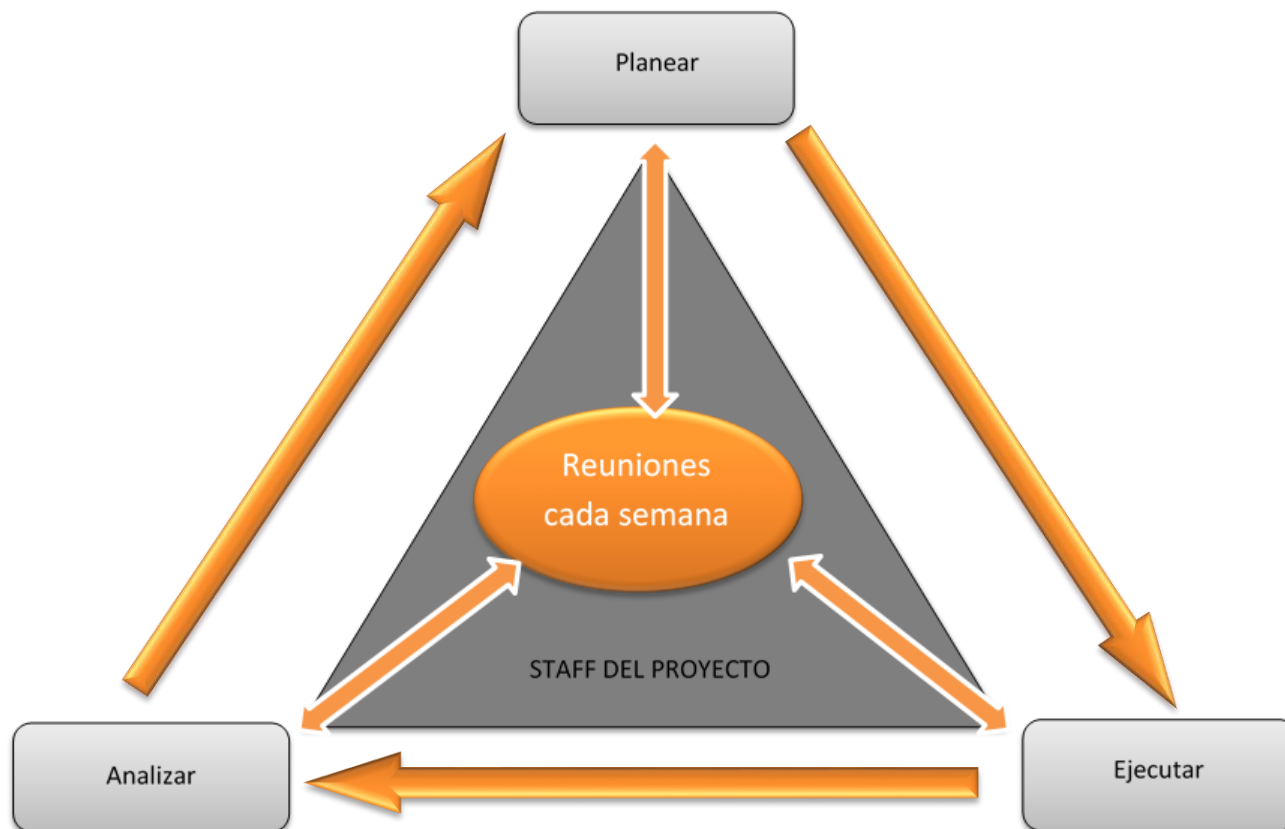 Planear
Reuniones
cada semana
STAFF DEL PROYECTO
Analizar
Ejecutar